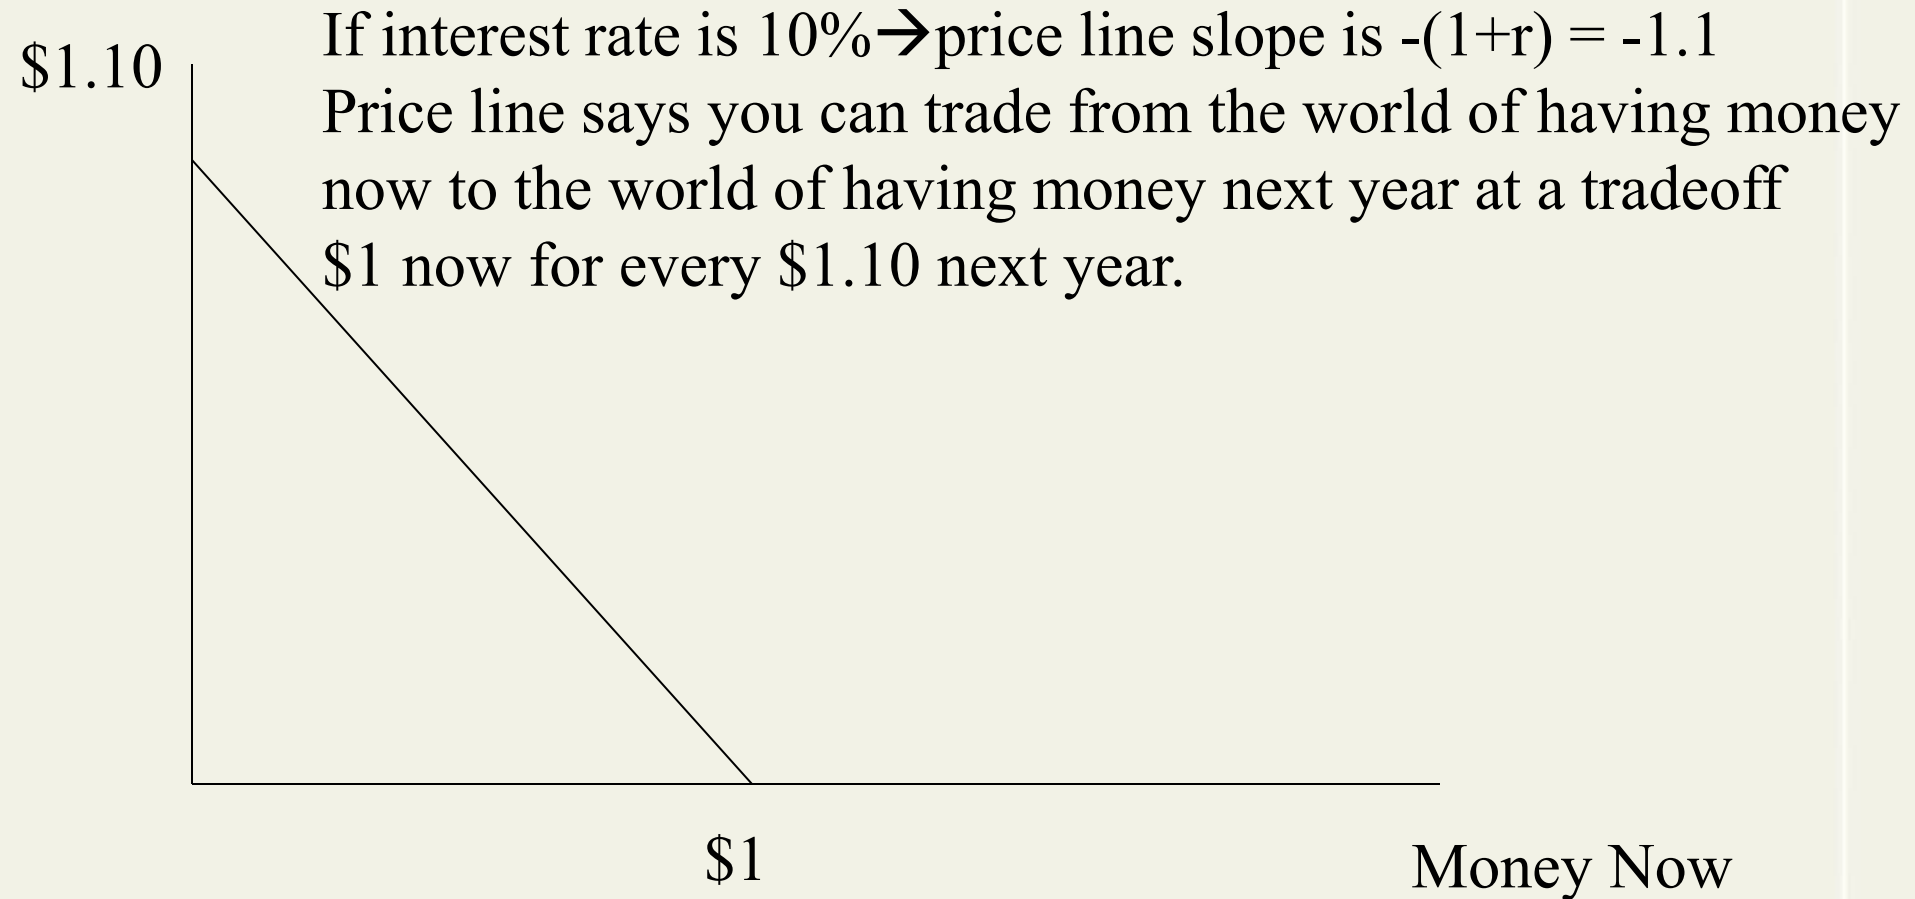 $1.10
If interest rate is 10%→price line slope is -(1+r) = -1.1
Price line says you can trade from the world of having money
now to the world of having money next year at a tradeoff
$1 now for every $1.10 next year.
$1
Money Now